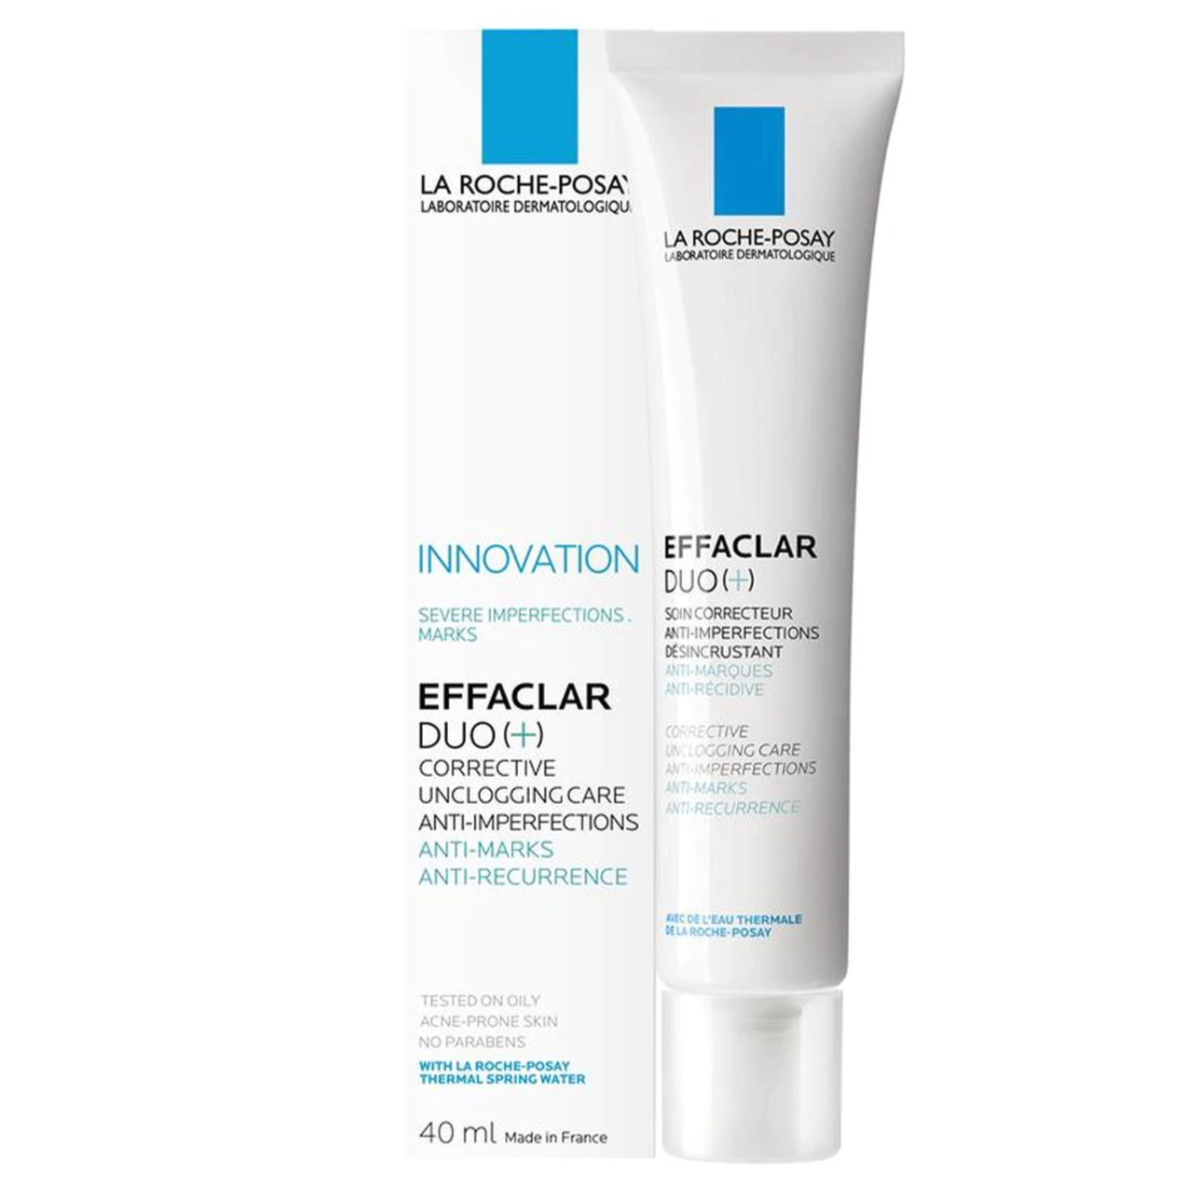 LA ROCHE-POSAY
LABORATOIRE DERMATOLOGIQU
INNOVATION
SEVERE IMPERFECTIONS.
MARKS
EFFACLAR
DUO (+)
CORRECTIVE
UNCLOGGING CARE
ANTI-IMPERFECTIONS
ANTI-MARKS
ANTI-RECURRENCE
TESTED ON OILY
ACNE-PRONE SKIN
NO PARABENS
WITH LA ROCHE-POSAY
THERMAL SPRING WATER
40 ml Made in France
LA ROCHE-POSAY
LABORATOIRE DERMATOLOGIQUE
EFFACLAR
DUO (+)
SOIN CORRECTEUR
ANTI-IMPERFECTIONS
DÉSINCRUSTANT
ANTI-MARQUES
ANTI-RÉCIDIVE
CORRECTIVE
UNCLOGGING CARE
ANTI-IMPERFECTIONS
ANTI-MARKS
ANTI-RECURRENCE
AVEC DE L'EAU THERMALE
DE LA ROCHE-POSAY